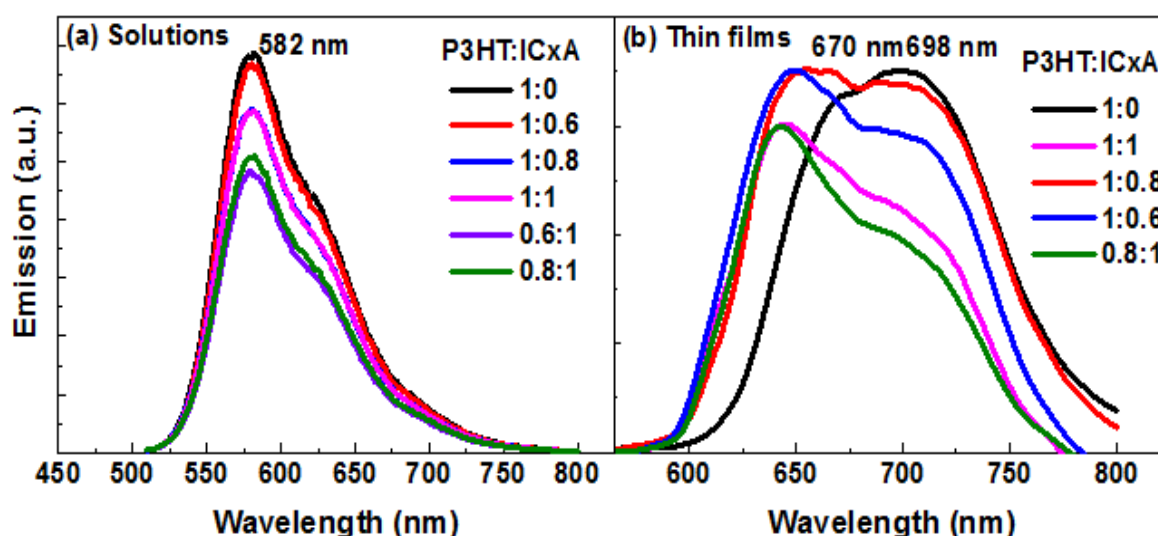 (a) Solutions
582 nm
P3HT:ICxA
1:0
1:0.6
1:0.8
1:1
0.6:1
0.8:1
Emission (a.u.)
450 500 550 600 650 700 750 800
Wavelength (nm)
(b) Thin films
670 nm 698 nm
P3HT:ICxA
1:0
1:1
1:0.8
1:0.6
0.8:1
600 650 700 750 800
Wavelength (nm)